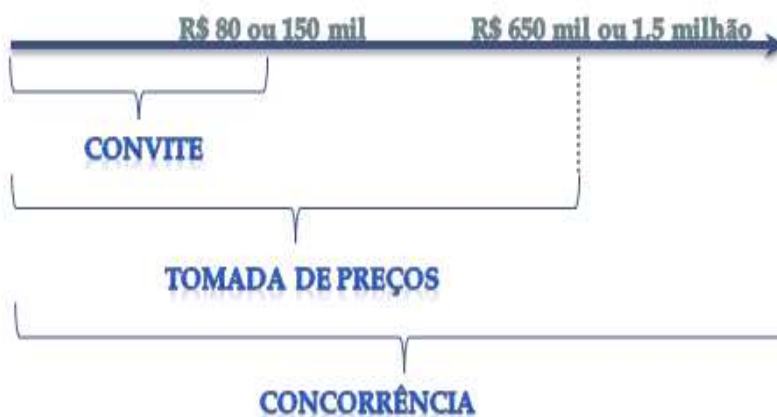 R$ 80 ou 150 mil R$ 650 mil ou 1.5 milhão
CONVITE
TOMADA DE PREÇOS
CONCORRÊNCIA